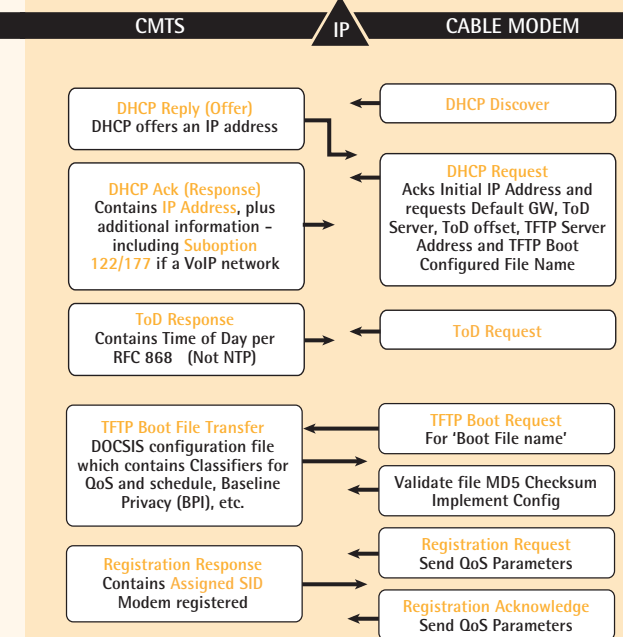 CMTS
IP
CABLE MODEM
DHCP Discover
DHCP Reply (Offer)
DHCP offers an IP address
DHCP Request
Acks Initial IP Address and
requests Default GW, ToD
Server, ToD offset, TFTP Server
Address and TFTP Boot
Configured File Name
DHCP Ack (Response)
Contains IP Address, plus
additional information -
including Suboption
122/177 if a VoIP network
ToD Request
ToD Response
Contains Time of Day per
RFC 868 (Not NTP)
TFTP Boot Request
For 'Boot File name'
TFTP Boot File Transfer
DOCSIS configuration file
which contains Classifiers for
QoS and schedule, Baseline
Privacy (BPI), etc.
Validate file MD5 Checksum
Implement Config
Registration Request
Send QoS Parameters
Registration Response
Contains Assigned SID
Modem registered
Registration Acknowledge
Send QoS Parameters